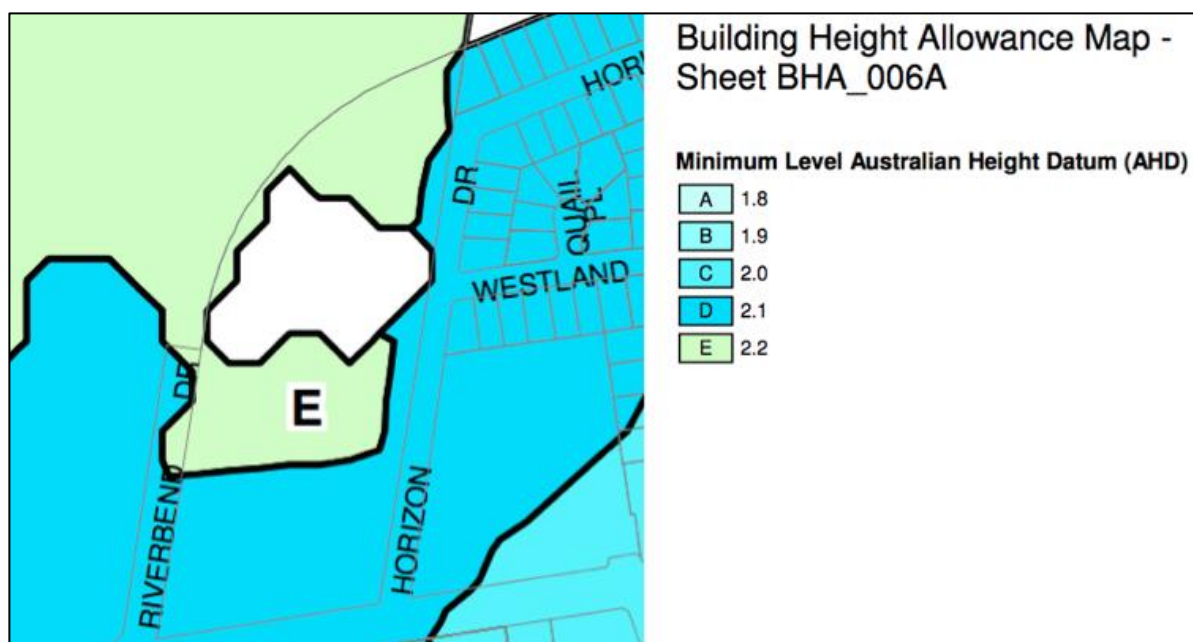 HORI
DR
QUAIL
PL
WESTLAND
DR
E
RIVERBEND
HORIZON
Building Height Allowance Map -
Sheet BHA_006A
Minimum Level Australian Height Datum (AHD)
A 1.8
B 1.9
C 2.0
D 2.1
E 2.2